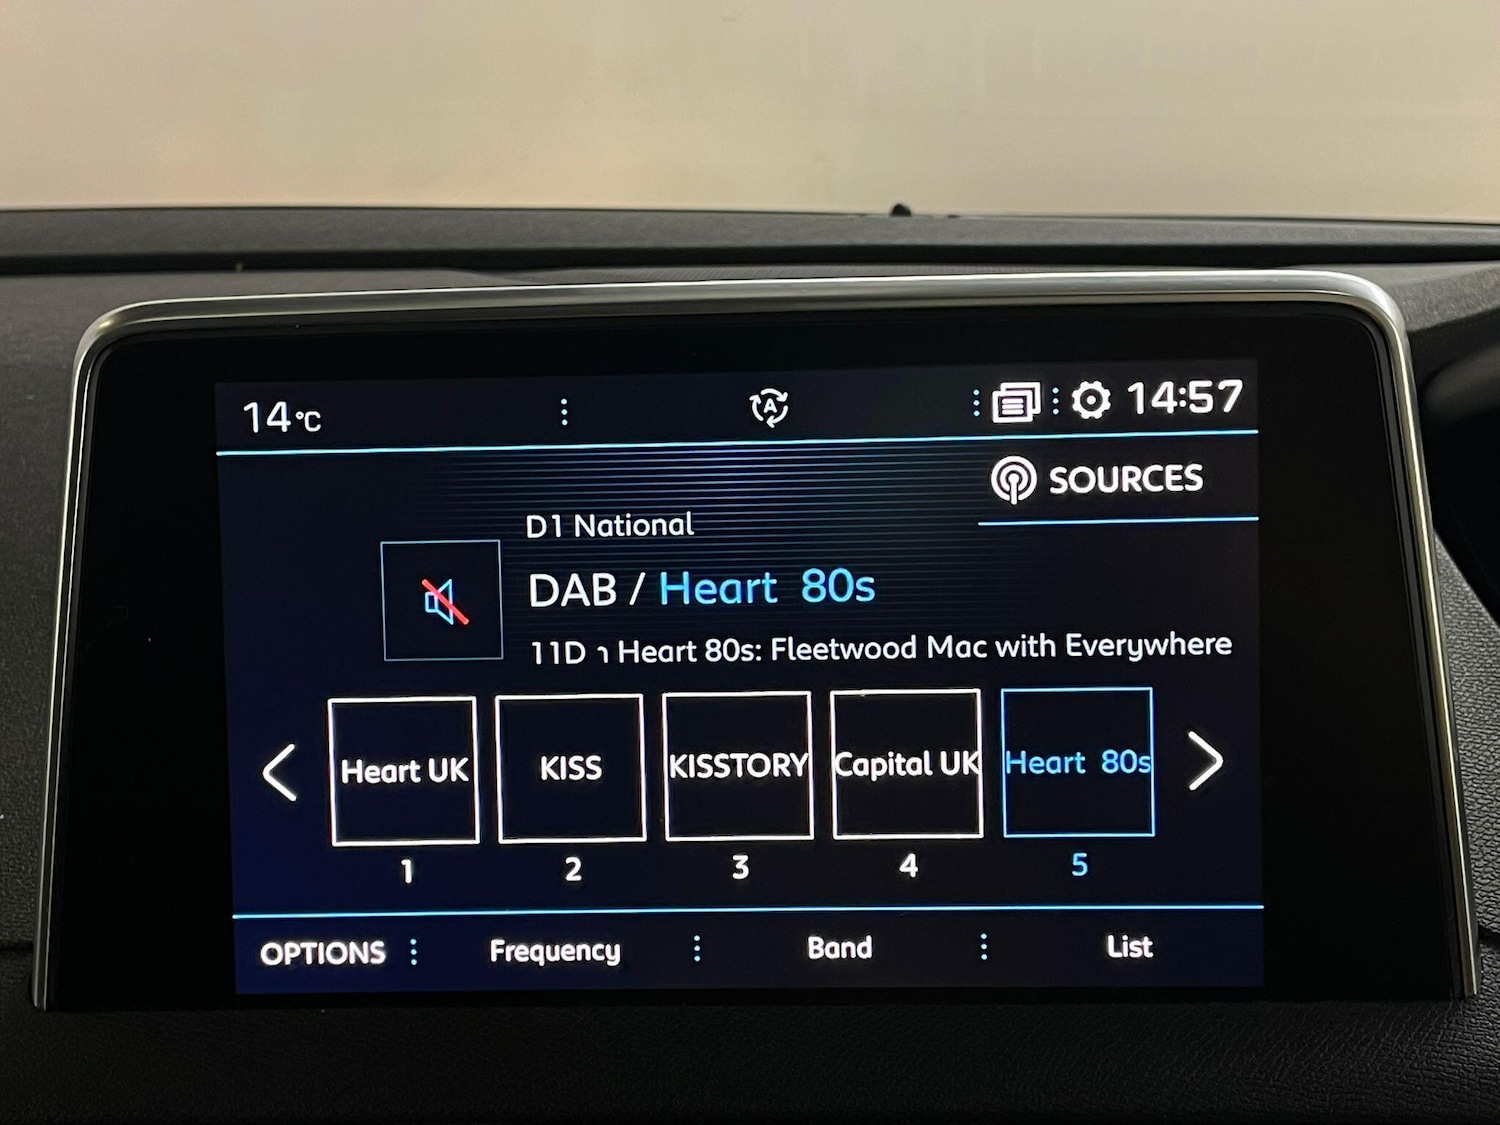 14°C
A
14:57
SOURCES
D1 National
DAB / Heart 80s
11D Heart 80s: Fleetwood Mac with Everywhere
Heart UK KISS KISSTORY Capital UK Heart 80s
1 2 3 4 5
OPTIONS Frequency Band List